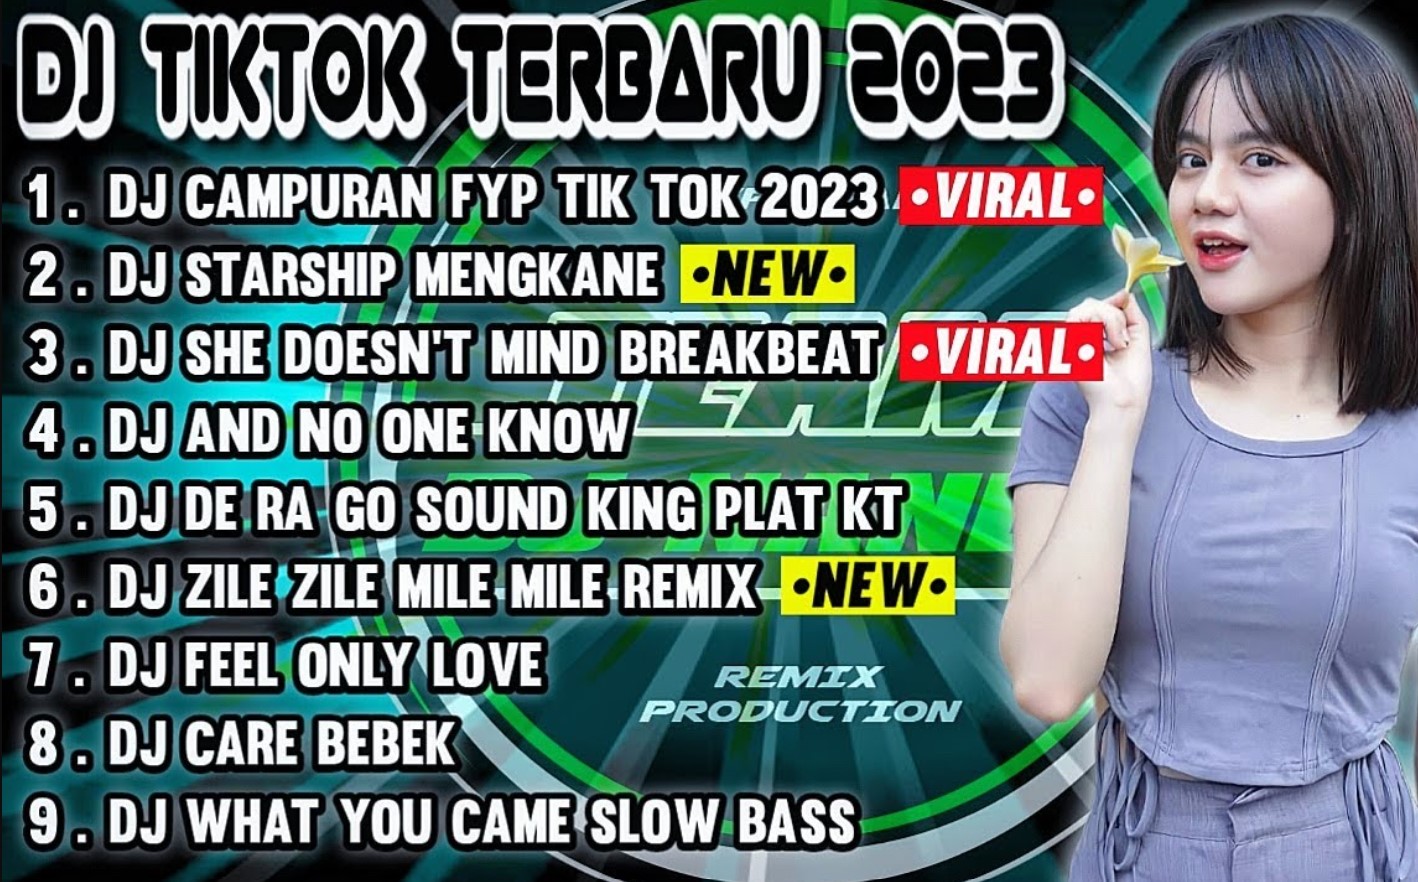 DJ TIKTOK TERBARU 2023
1. DJ CAMPURAN FYP TIK TOK 2023 •VIRAL•
2. DJ STARSHIP MENGKANE •NEW•
3. DJ SHE DOESN'T MIND BREAKBEAT •VIRAL•
4. DJ AND NO ONE KNOW
5. DJ DE RA GO SOUND KING PLAT KT
6. DJ ZILE ZILE MILE MILE REMIX •NEW•
7. DJ FEEL ONLY LOVE
8. DJ CARE BEBEK
9. DJ WHAT YOU CAME SLOW BASS
REMIX
PRODUCTION